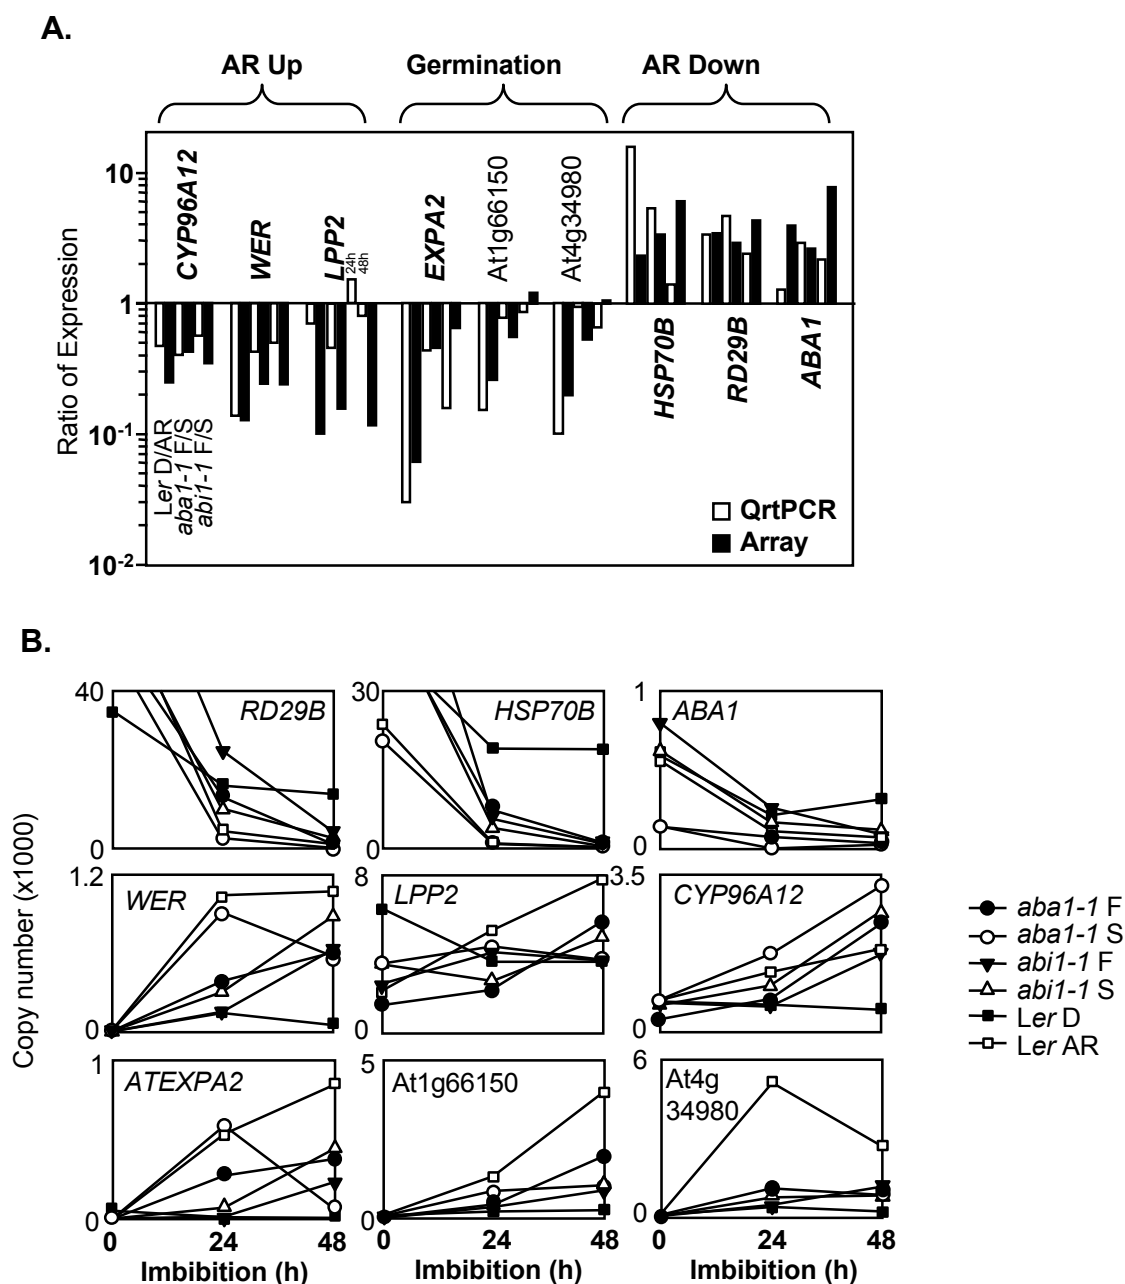 A.
AR Up
Germination
AR Down
Ratio of Expression
10
1
10-1
10-2
CYP96A12
WER
LPP2
24h
48h
EXPA2
At1g66150
At4g34980
HSP70B
RD29B
ABA1
Ler D/AR
aba1-1 F/S
abi1-1 F/S
QrtPCR
Array
B.
Copy number (x1000)
40
0
RD29B
30
0
HSP70B
1
0
ABA1
1.2
0
WER
8
0
LPP2
3.5
0
CYP96A12
1
0
ATEXPA2
5
0
At1g66150
6
0
At4g
34980
0 24 48
Imbibition (h)
0 24 48
Imbibition (h)
0 24 48
Imbibition (h)
aba1-1 F
aba1-1 S
abi1-1 F
abi1-1 S
Ler D
Ler AR